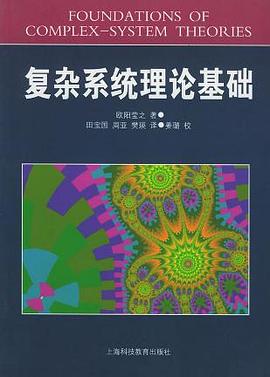 FOUNDATIONS OF
COMPLEX-SYSTEM THEORIES
复杂系统理论基础
欧阳莹之 著●
田宝国 周亚 樊瑛 译●姜璐 校
上海科技教育出版社